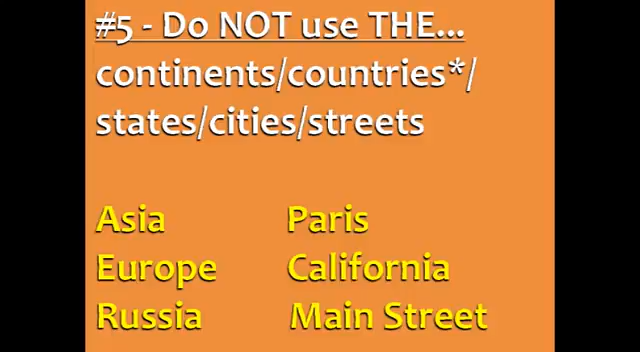 #5 - Do NOT use THE...
continents/countries*/
states/cities/streets
Asia Paris
Europe California
Russia Main Street